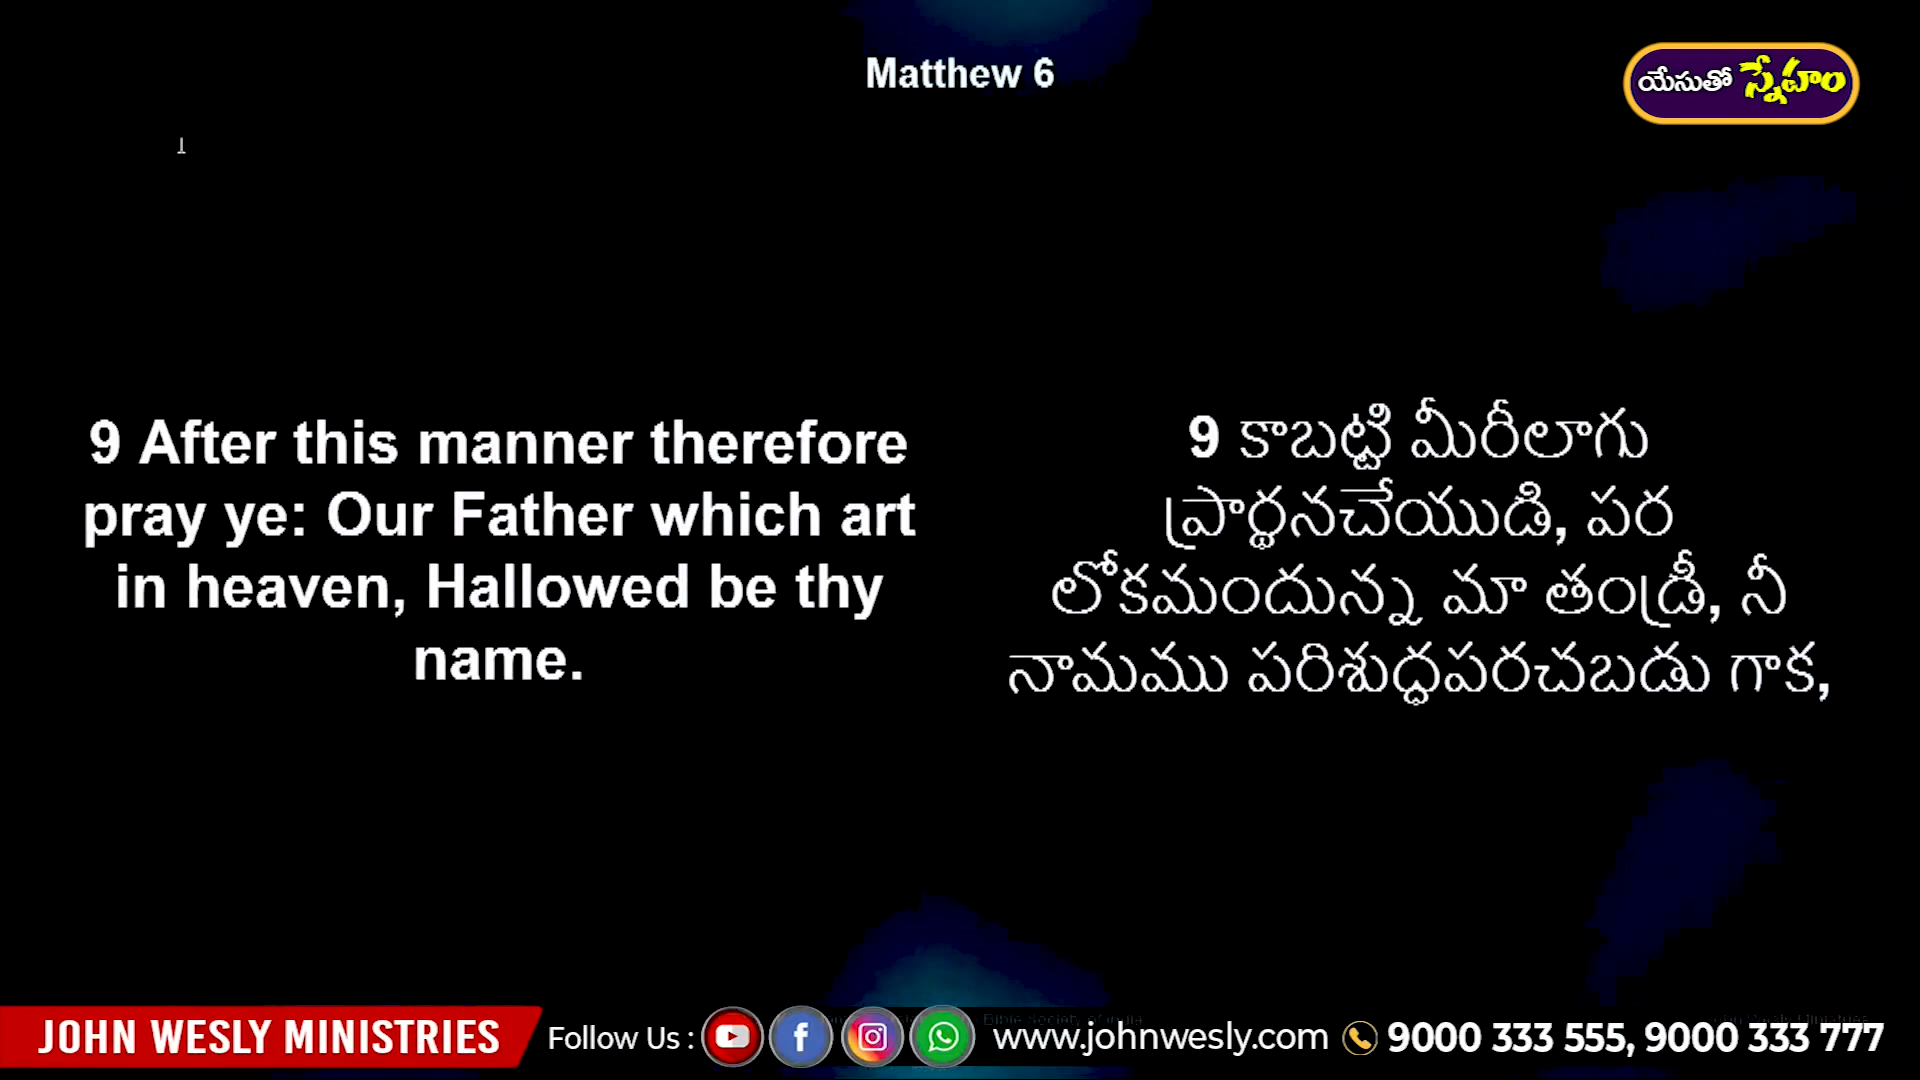 Matthew 6
యేసుతో స్నేహం
1
9 After this manner therefore
pray ye: Our Father which art
in heaven, Hallowed be thy
name.
9 కాబట్టి మీరీలాగు
ప్రార్థనచేయుడి, పర
లోకమందున్న మా తండ్రీ, నీ
నామము పరిశుద్ధపరచబడు గాక,
JOHN WESLY MINISTRIES
Follow Us :
www.johnwesly.com
9000 333 555, 9000 333 777